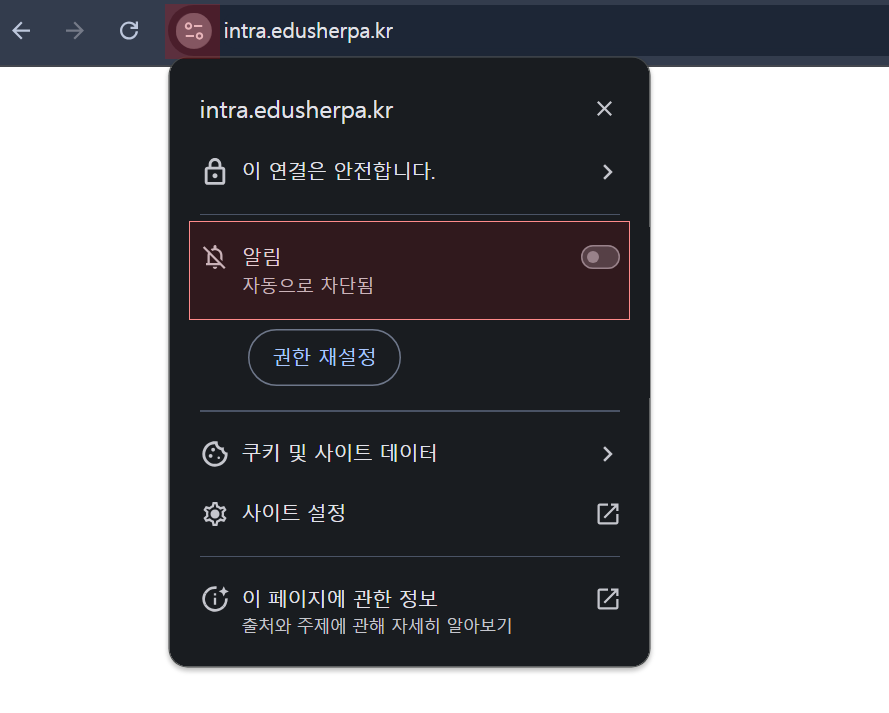 intra.edusherpa.kr
intra.edusherpa.kr
이 연결은 안전합니다.
알림
자동으로 차단됨
권한 재설정
쿠키 및 사이트 데이터
사이트 설정
이 페이지에 관한 정보
출처와 주제에 관해 자세히 알아보기